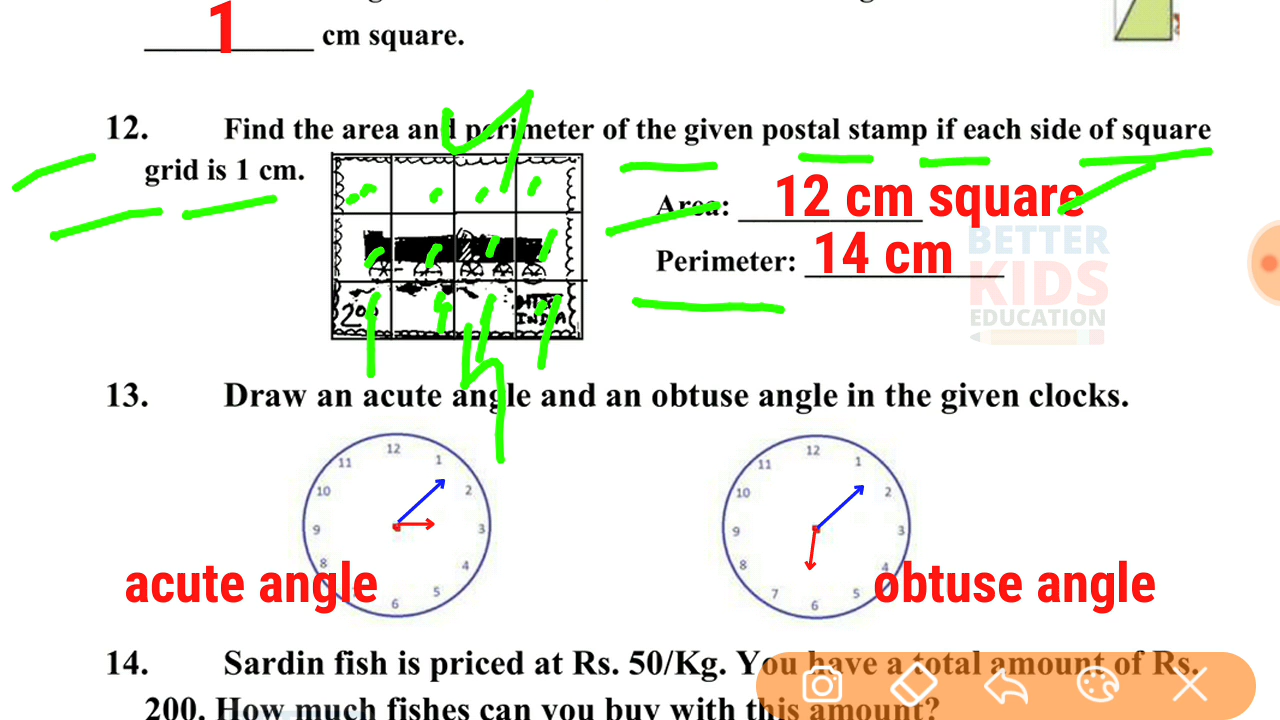 1 cm square.
12. Find the area and perimeter of the given postal stamp if each side of square
grid is 1 cm.
Area: 12 cm square
Perimeter: 14 cm
BETTER
KIDS
EDUCATION
200
INDIA
13. Draw an acute angle and an obtuse angle in the given clocks.
12
11 1
10 2
9 3
8 4
5
6
12
11 1
10 2
9 3
8 4
7 5
6
acute angle
obtuse angle
14. Sardin fish is priced at Rs. 50/Kg. You have a total amount of Rs.
200. How much fishes can you buy with this amount?